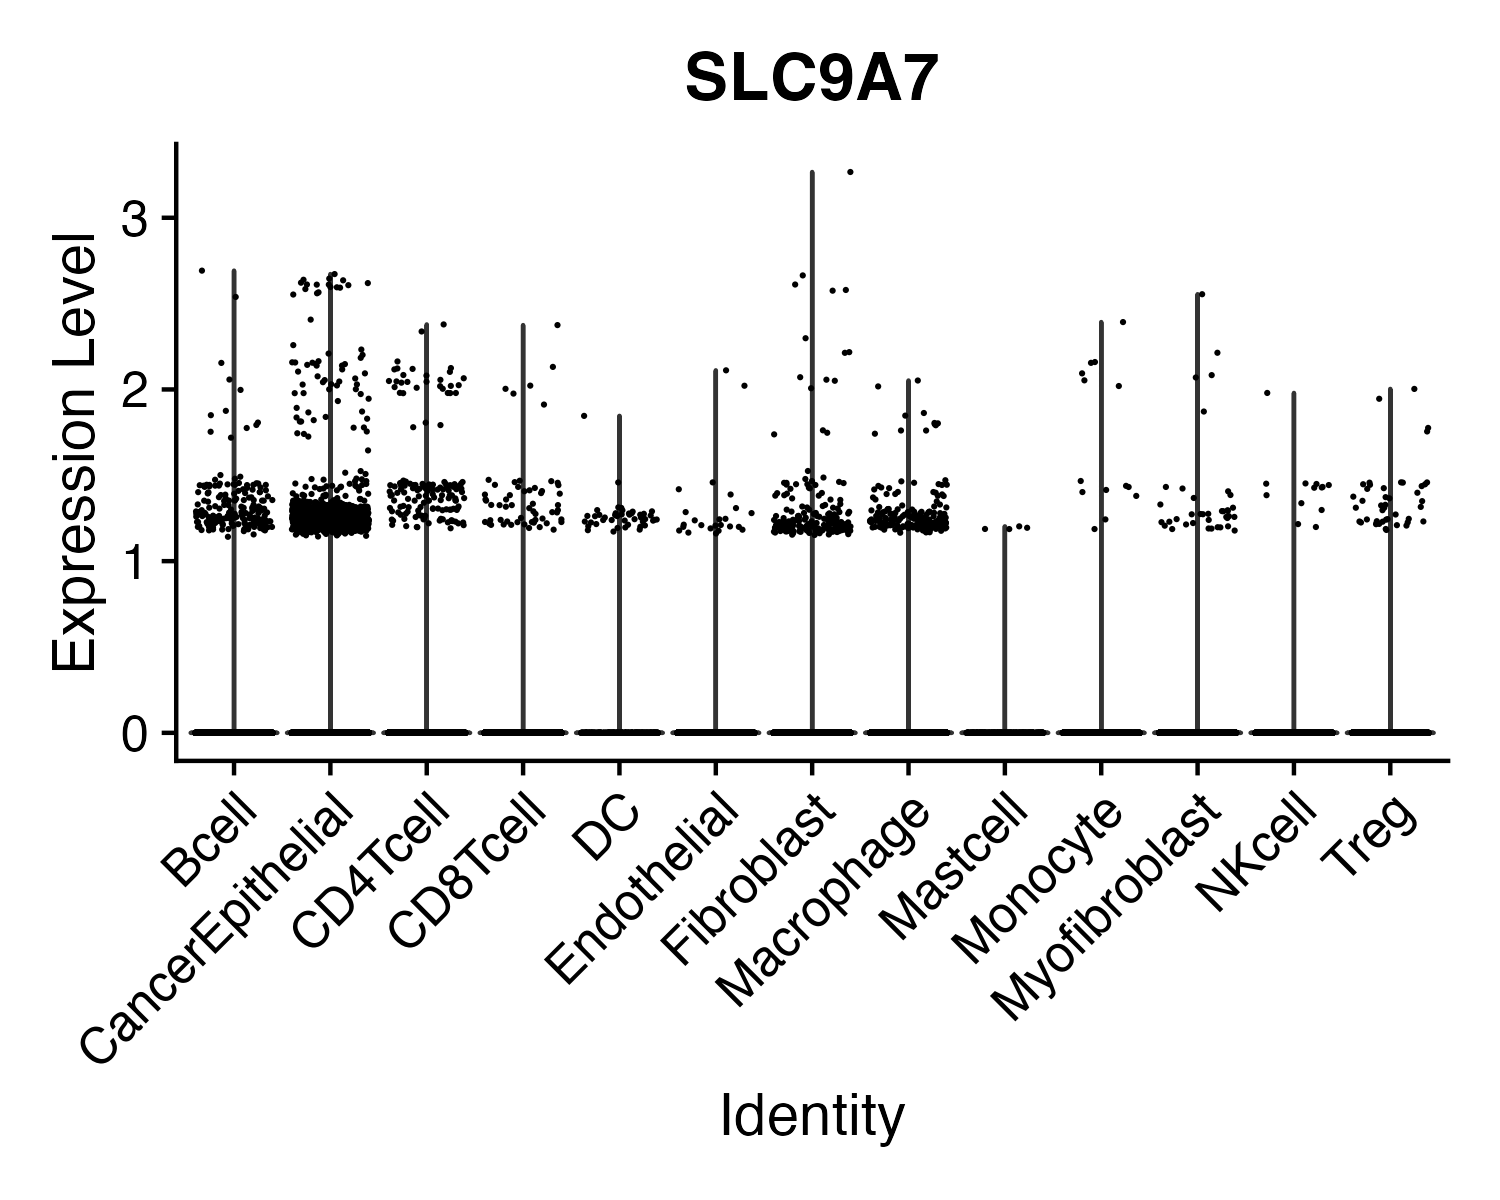 SLC9A7
Expression Level
3
2
1
0
Bcell
CancerEpithelial
CD4Tcell
CD8Tcell
DC
Endothelial
Fibroblast
Macrophage
Mastcell
Monocyte
Myofibroblast
NKcell
Treg
Identity